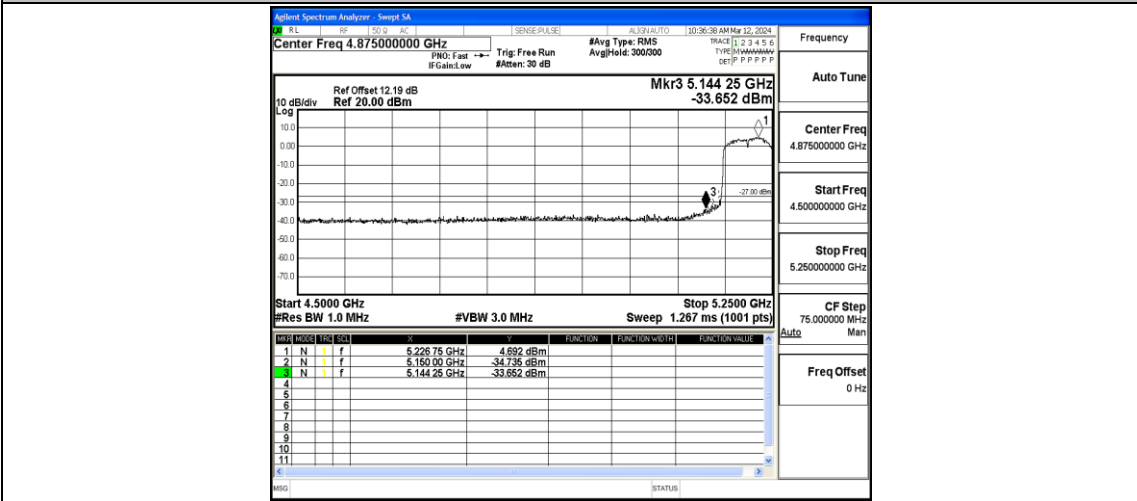 Agilent Spectrum Analyzer - Swept SA
RL RF 50 Ω AC SENSE:PULSE ALIGN AUTO 10:36:38 AM Mar 12, 2024
Center Freq 4.875000000 GHz
PNO: Fast
IFGain:Low
Trig: Free Run
#Atten: 30 dB
#Avg Type: RMS
Avg|Hold: 300/300
TRACE 1 2 3 4 5 6
TYPE M
DET P P P P P P
Frequency
Auto Tune
Center Freq
4.875000000 GHz
Start Freq
4.500000000 GHz
Stop Freq
5.250000000 GHz
CF Step
75.000000 MHz
Auto Man
Freq Offset
0 Hz
Mkr3 5.144 25 GHz
-33.652 dBm
Ref Offset 12.19 dB
10 dB/div Ref 20.00 dBm
Log
10.0
0.00
-10.0
-20.0
-30.0
-40.0
-50.0
-60.0
-70.0
1
3
-27.00 dBm
Start 4.5000 GHz Stop 5.2500 GHz
#Res BW 1.0 MHz #VBW 3.0 MHz Sweep 1.267 ms (1001 pts)
MKR MODE TRC SCL X Y FUNCTION FUNCTION WIDTH FUNCTION VALUE
1 N 1 f 5.226 75 GHz 4.692 dBm
2 N 1 f 5.150 00 GHz -34.735 dBm
3 N 1 f 5.144 25 GHz -33.652 dBm
4
5
6
7
8
9
10
11
MSG STATUS